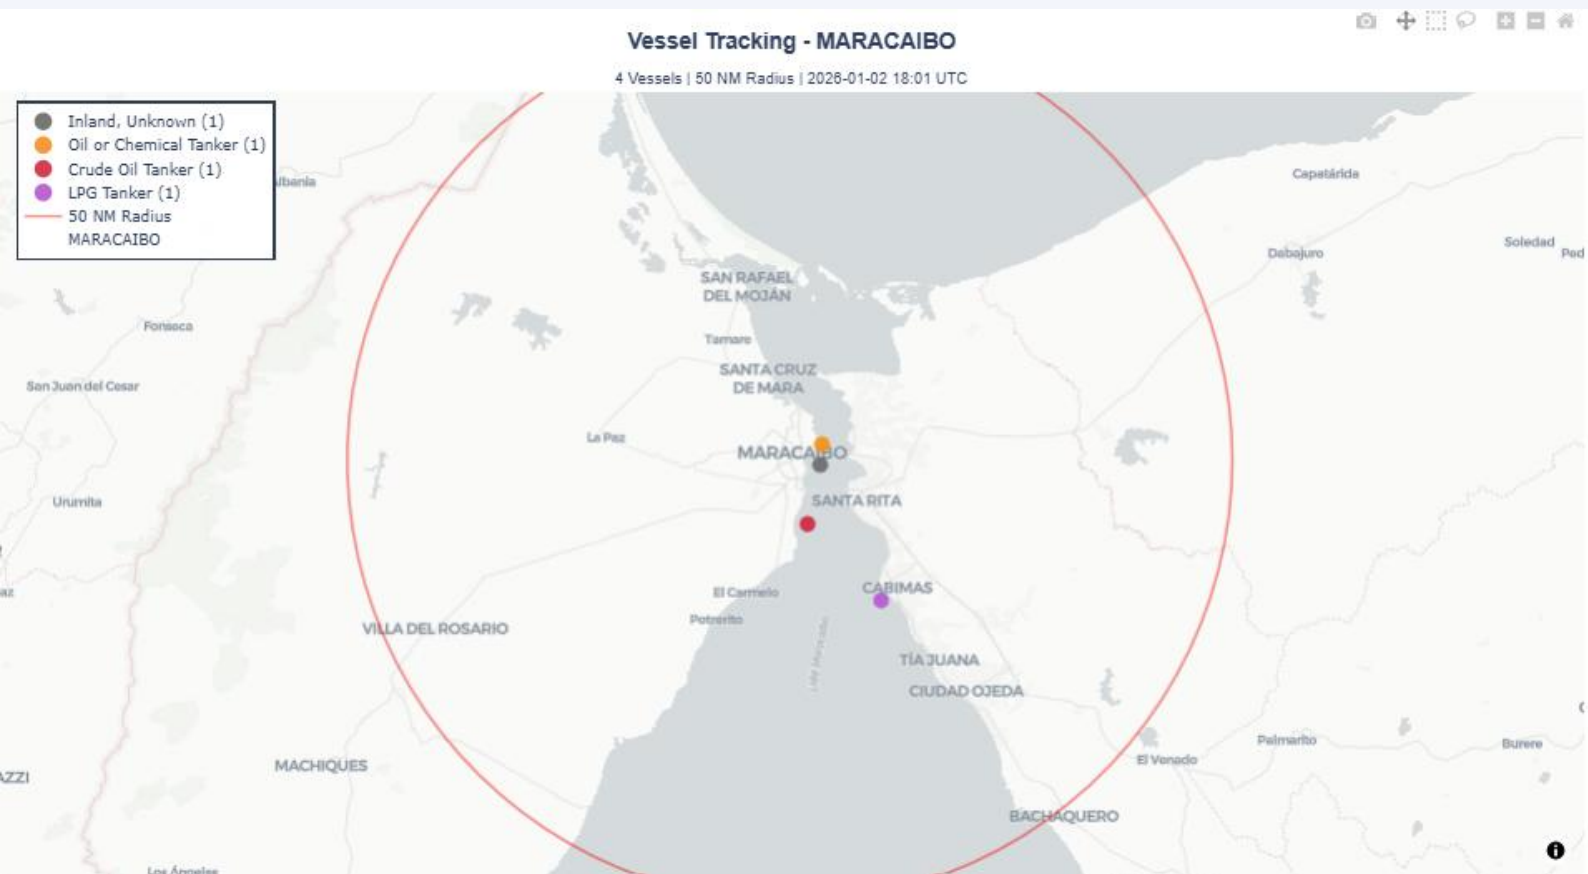 Vessel Tracking - MARACAIBO
4 Vessels | 50 NM Radius | 2026-01-02 18:01 UTC
Inland, Unknown (1)
Oil or Chemical Tanker (1)
Crude Oil Tanker (1)
LPG Tanker (1)
50 NM Radius
MARACAIBO
Capatárida
Soledad
Dabajuro
SAN RAFAEL
DEL MOJÁN
Fonseca
Tamare
SANTA CRUZ
DE MARA
San Juan del Cesar
La Paz
MARACAIBO
Urumita
SANTA RITA
El Carmelo
CABIMAS
Potrerito
VILLA DEL ROSARIO
TÍA JUANA
CIUDAD OJEDA
Palmarito
Burere
El Venado
MACHIQUES
BACHAQUERO
Los Ángeles